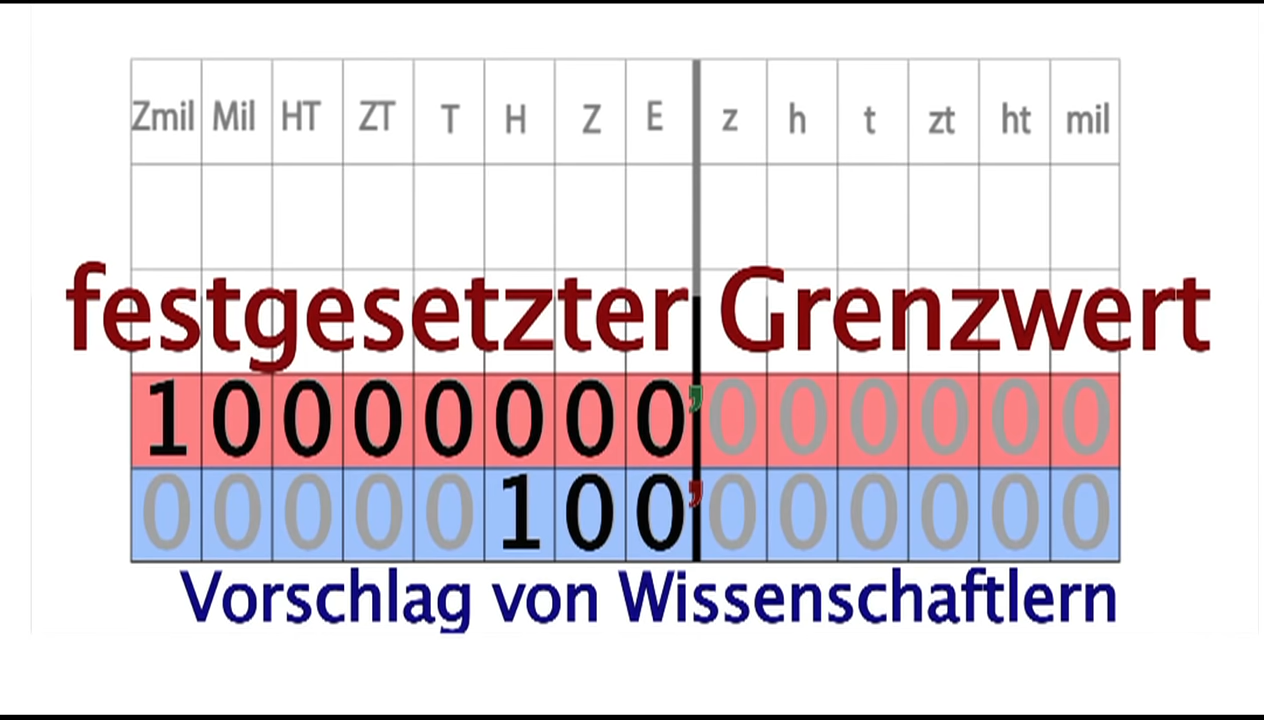 Zmil Mil HT ZT T H Z E z h t zt ht mil
festgesetzter Grenzwert
10000000,000000
00000100,000000
Vorschlag von Wissenschaftlern